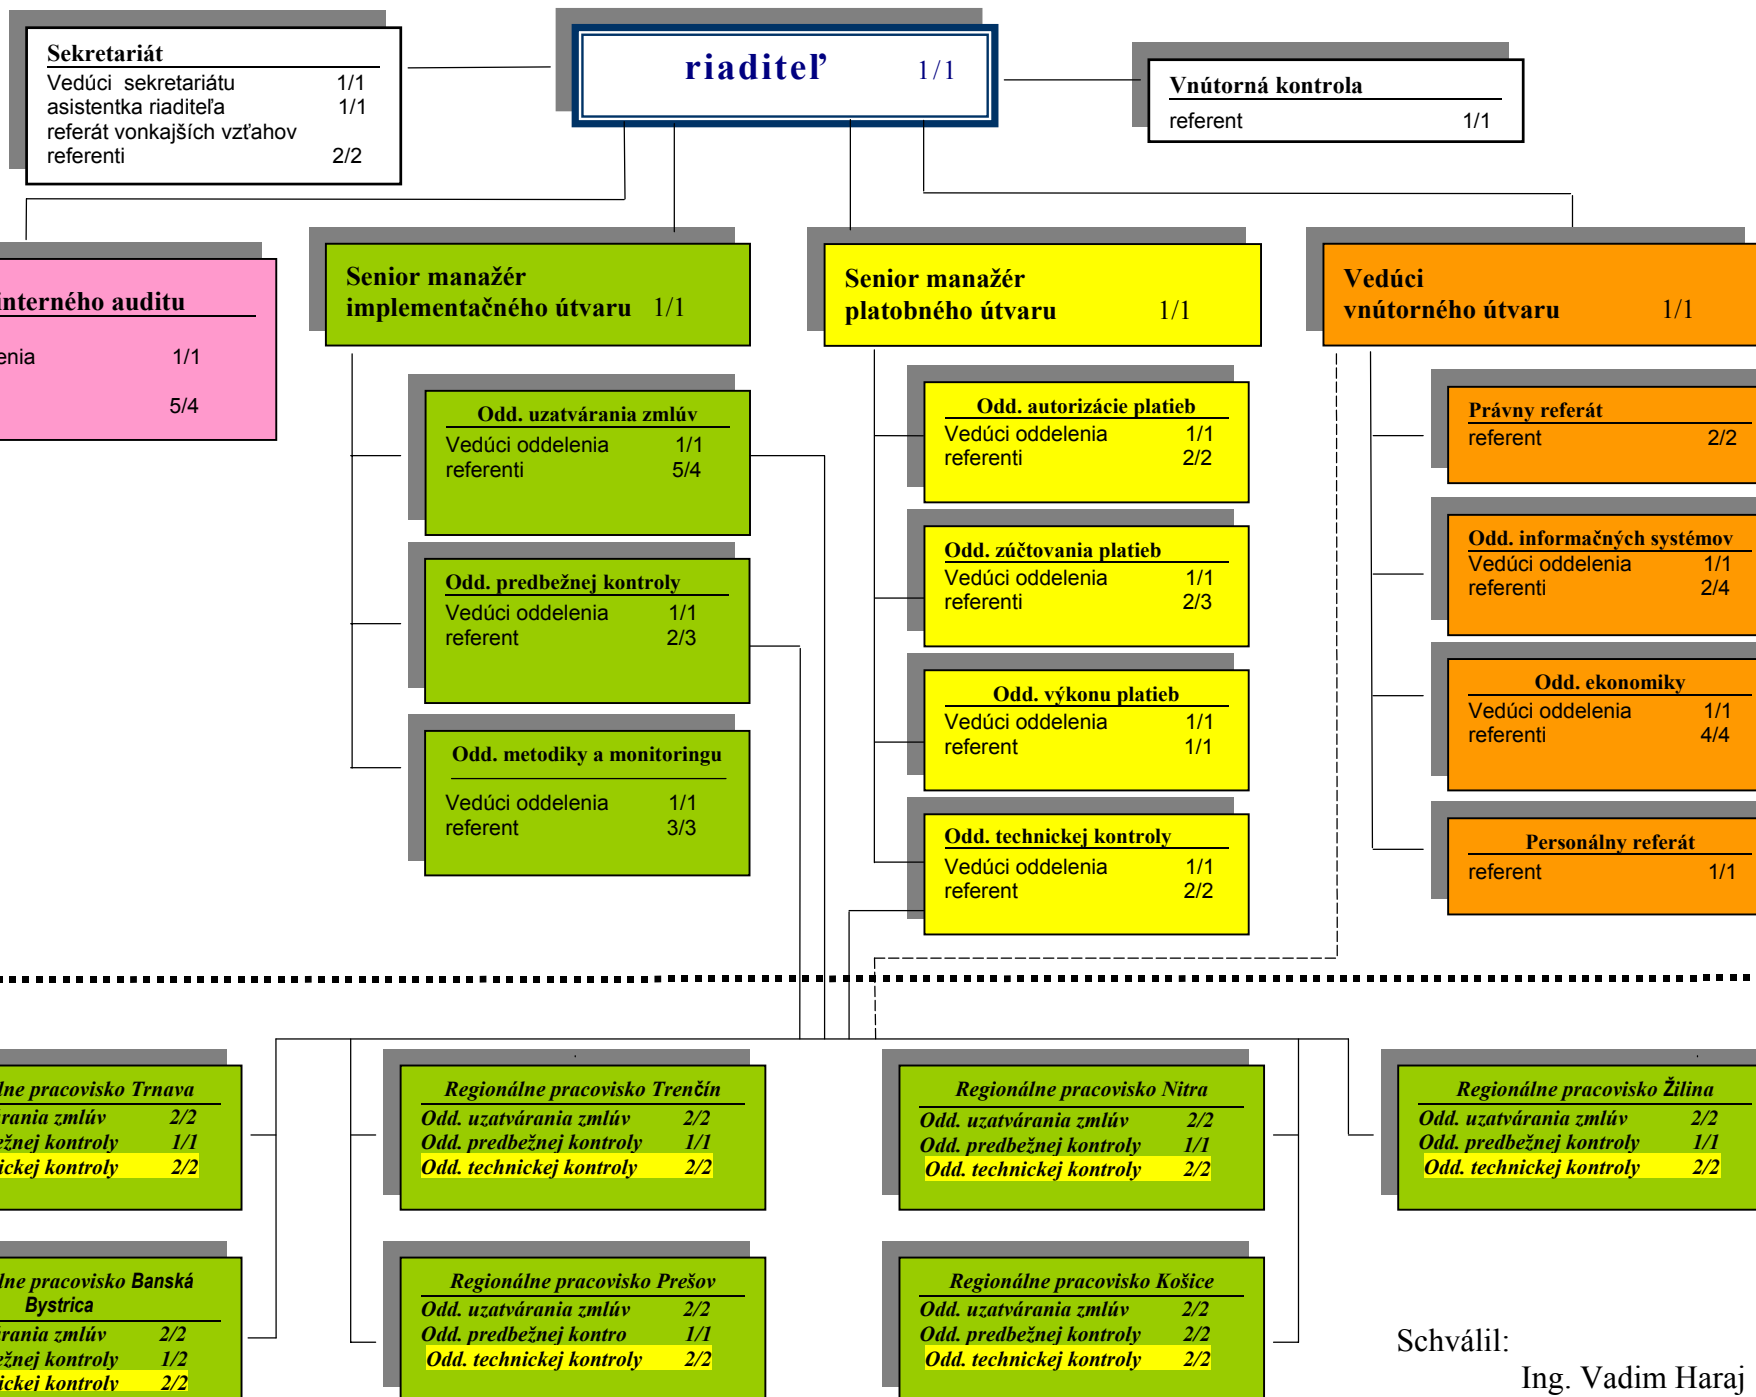 Sekretariát
Vedúci sekretariátu 1/1
asistentka riaditeľa 1/1
referát vonkajších vzťahov
referenti 2/2
riaditeľ 1/1
Vnútorná kontrola
referent 1/1
interného auditu
enia 1/1
5/4
Senior manažér
implementačného útvaru 1/1
Odd. uzatvárania zmlúv
Vedúci oddelenia 1/1
referenti 5/4
Odd. predbežnej kontroly
Vedúci oddelenia 1/1
referent 2/3
Odd. metodiky a monitoringu
Vedúci oddelenia 1/1
referent 3/3
Senior manažér
platobného útvaru 1/1
Odd. autorizácie platieb
Vedúci oddelenia 1/1
referenti 2/2
Odd. zúčtovania platieb
Vedúci oddelenia 1/1
referenti 2/3
Odd. výkonu platieb
Vedúci oddelenia 1/1
referent 1/1
Odd. technickej kontroly
Vedúci oddelenia 1/1
referent 2/2
Vedúci
vnútorného útvaru 1/1
Právny referát
referent 2/2
Odd. informačných systémov
Vedúci oddelenia 1/1
referenti 2/4
Odd. ekonomiky
Vedúci oddelenia 1/1
referenti 4/4
Personálny referát
referent 1/1
lne pracovisko Trnava
rania zmlúv 2/2
ežnej kontroly 1/1
ickej kontroly 2/2
Regionálne pracovisko Trenčín
Odd. uzatvárania zmlúv 2/2
Odd. predbežnej kontroly 1/1
Odd. technickej kontroly 2/2
Regionálne pracovisko Nitra
Odd. uzatvárania zmlúv 2/2
Odd. predbežnej kontroly 1/1
Odd. technickej kontroly 2/2
Regionálne pracovisko Žilina
Odd. uzatvárania zmlúv 2/2
Odd. predbežnej kontroly 1/1
Odd. technickej kontroly 2/2
lne pracovisko Banská
Bystrica
rania zmlúv 2/2
ežnej kontroly 1/2
ickej kontroly 2/2
Regionálne pracovisko Prešov
Odd. uzatvárania zmlúv 2/2
Odd. predbežnej kontro 1/1
Odd. technickej kontroly 2/2
Regionálne pracovisko Košice
Odd. uzatvárania zmlúv 2/2
Odd. predbežnej kontroly 2/2
Odd. technickej kontroly 2/2
Schválil:
Ing. Vadim Haraj